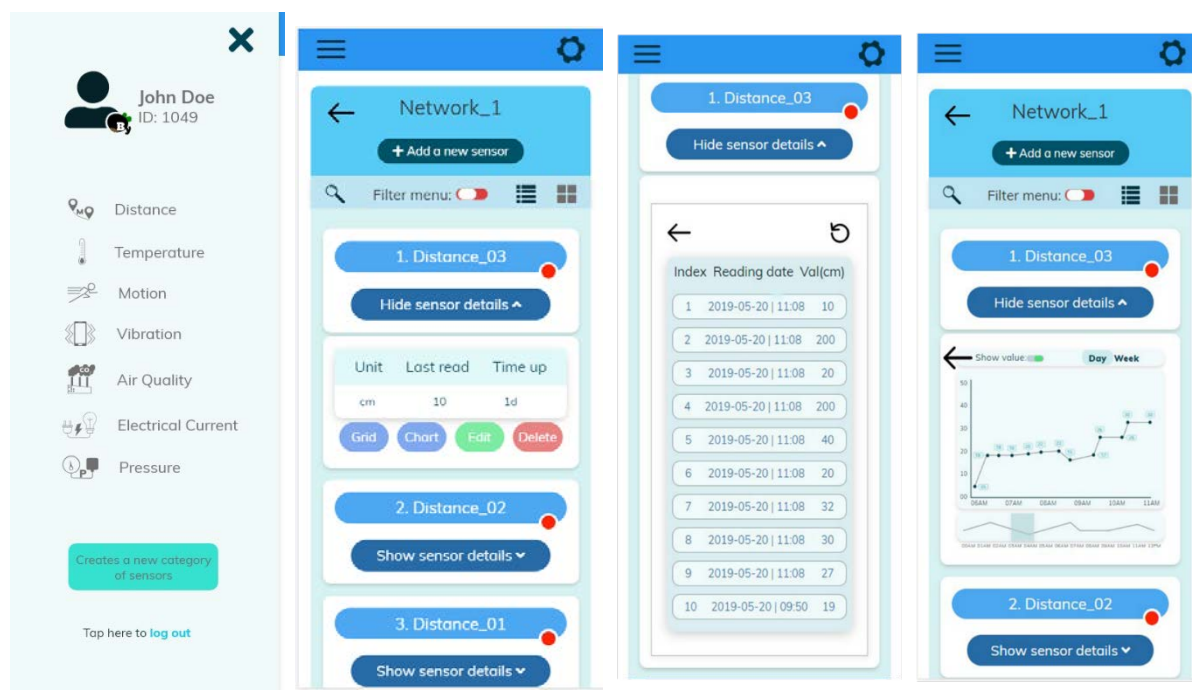 John Doe
ID: 1049
Distance
Temperature
Motion
Vibration
Air Quality
Electrical Current
Pressure
Creates a new category
of sensors
Tap here to log out
Network_1
+ Add a new sensor
Filter menu:
1. Distance_03
Hide sensor details
Unit Last read Time up
cm 10 1d
Grid Chart Edit Delete
2. Distance_02
Show sensor details
3. Distance_01
Show sensor details
1. Distance_03
Hide sensor details
Index Reading date Val(cm)
1 2019-05-20 | 11:08 10
2 2019-05-20 | 11:08 200
3 2019-05-20 | 11:08 20
4 2019-05-20 | 11:08 200
5 2019-05-20 | 11:08 40
6 2019-05-20 | 11:08 20
7 2019-05-20 | 11:08 32
8 2019-05-20 | 11:08 30
9 2019-05-20 | 11:08 27
10 2019-05-20 | 09:50 19
Network_1
+ Add a new sensor
Filter menu:
1. Distance_03
Hide sensor details
Show value: Day Week
50
40
30
20
10
00
06AM 07AM 08AM 09AM 10AM 11AM
2. Distance_02
Show sensor details